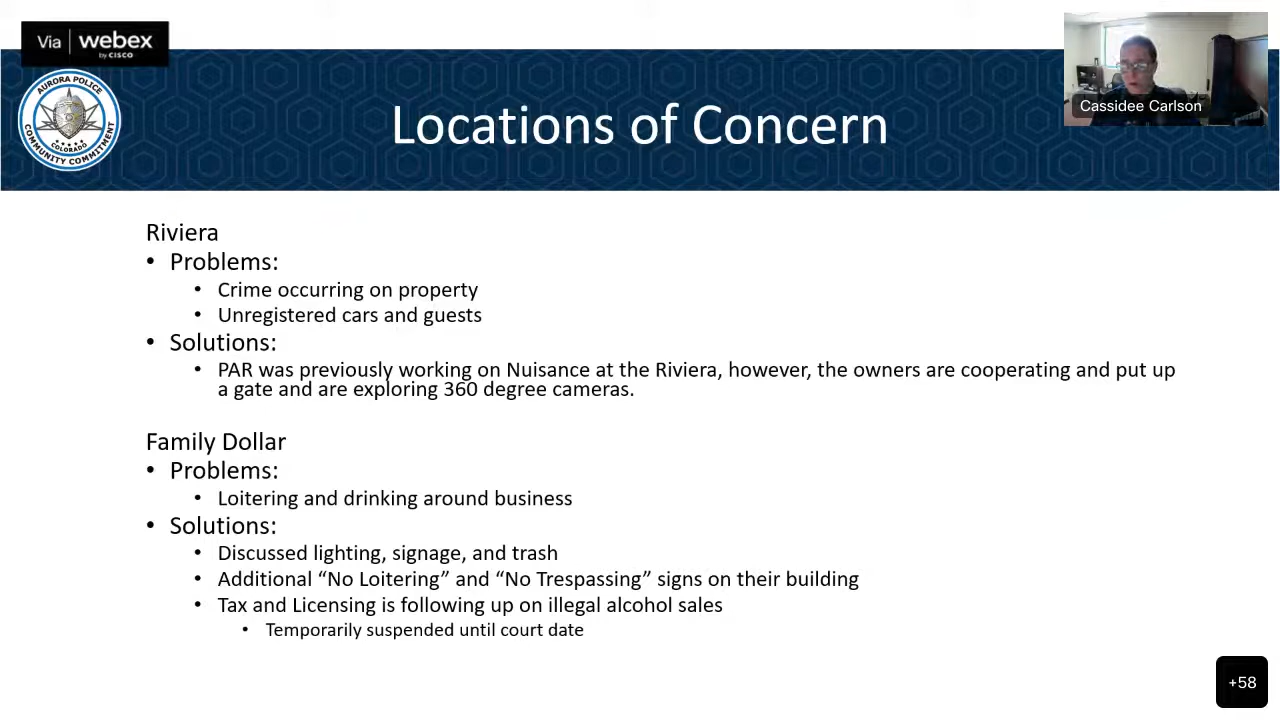 Via webex
by CISCO
AURORA POLICE
COLORADO
COMMUNITY COMMITMENT
Locations of Concern
Cassidee Carlson
Riviera
• Problems:
• Crime occurring on property
• Unregistered cars and guests
• Solutions:
• PAR was previously working on Nuisance at the Riviera, however, the owners are cooperating and put up
a gate and are exploring 360 degree cameras.
Family Dollar
• Problems:
• Loitering and drinking around business
• Solutions:
• Discussed lighting, signage, and trash
• Additional “No Loitering” and “No Trespassing” signs on their building
• Tax and Licensing is following up on illegal alcohol sales
• Temporarily suspended until court date
+58